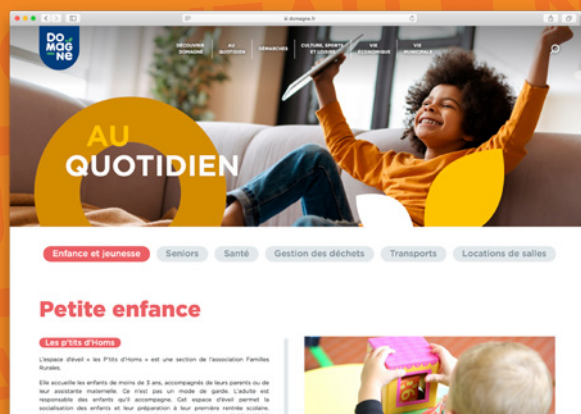 domagne.fr
DO
MAG
NÉ
DÉCOUVRIR
DOMAGNÉ
AU
QUOTIDIEN
DÉMARCHES
CULTURE, SPORTS
ET LOISIRS
VIE
ÉCONOMIQUE
VIE
MUNICIPALE
AU
QUOTIDIEN
Enfance et jeunesse Seniors Santé Gestion des déchets Transports Locations de salles
Petite enfance
Les p'tits d'Homs
L'espace d'éveil « les P'tits d'Homs » est une section de l'association Familles
Rurales.
Elle accueille les enfants de moins de 3 ans, accompagnés de leurs parents ou de
leur assistante maternelle. Ce n'est pas un mode de garde. L'adulte est
responsable des enfants qu'il accompagne. Cet espace d'éveil permet la
socialisation des enfants et leur préparation à leur première rentrée scolaire.